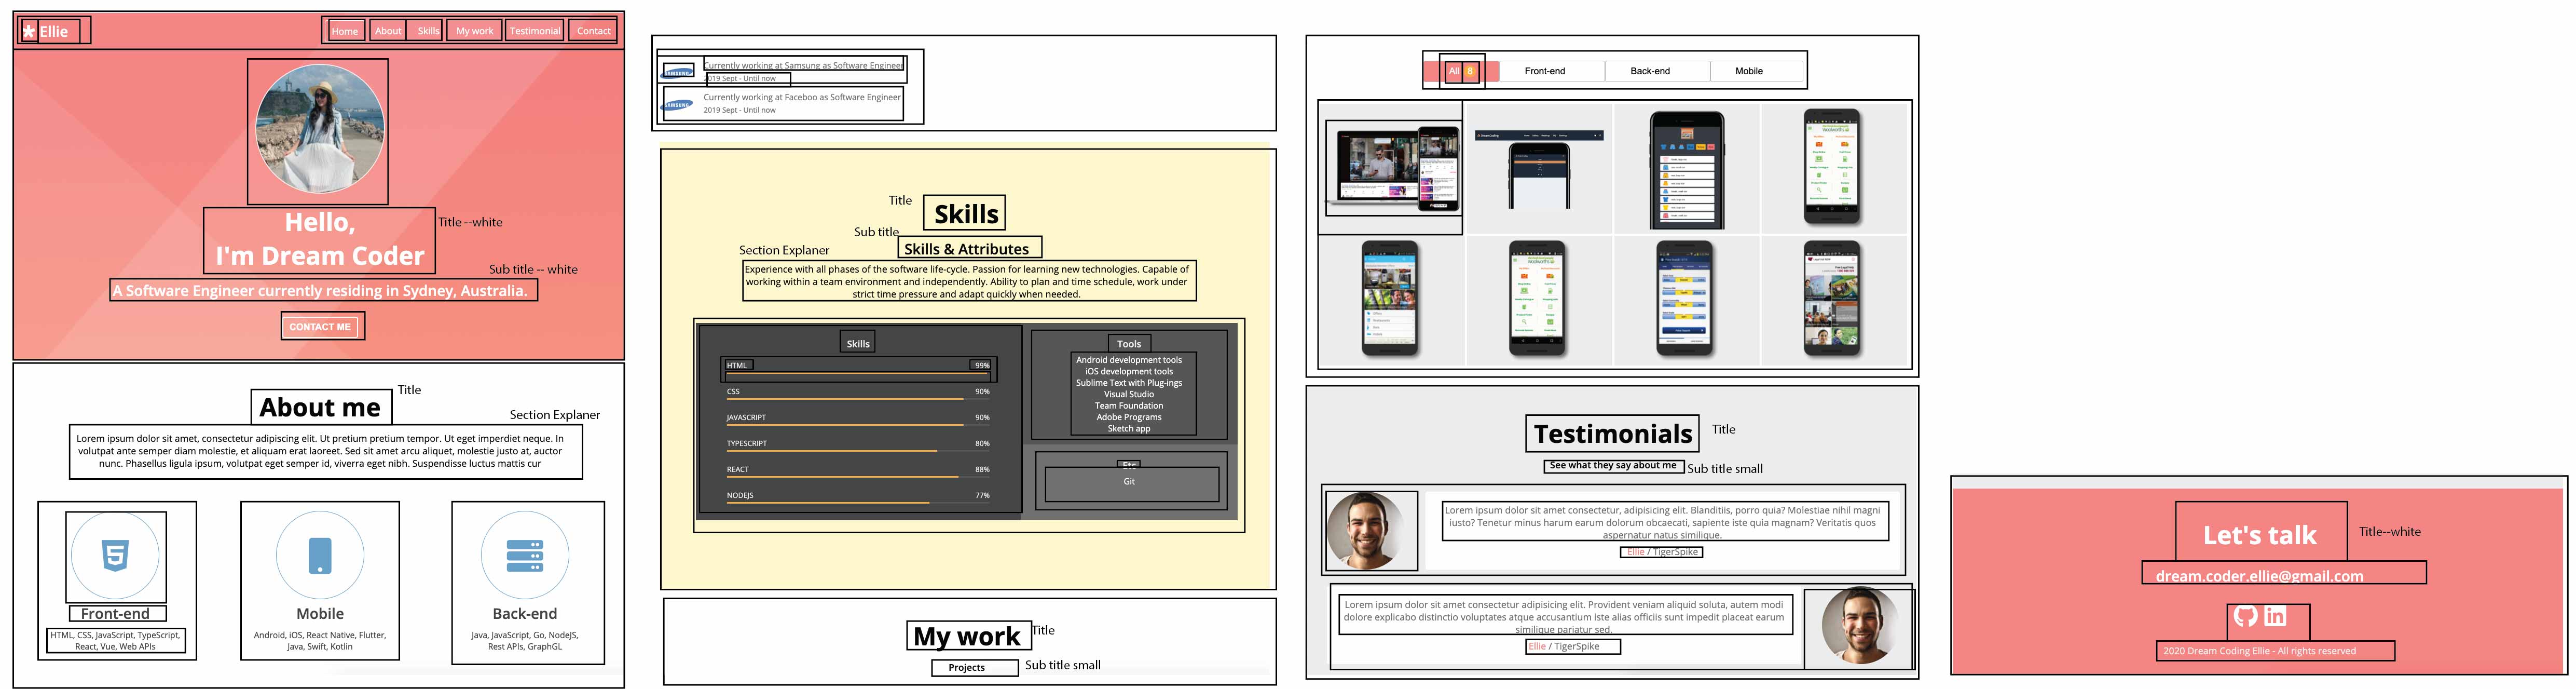 Ellie
Home
About
Skills
My work
Testimonial
Contact
Hello,
I'm Dream Coder
Title --white
Sub title -- white
A Software Engineer currently residing in Sydney, Australia.
CONTACT ME
About me
Title
Section Explaner
Lorem ipsum dolor sit amet, consectetur adipiscing elit. Ut pretium pretium tempor. Ut eget imperdiet neque. In
volutpat ante semper diam molestie, et aliquam erat laoreet. Sed sit amet arcu aliquet, molestie justo at, auctor
nunc. Phasellus ligula ipsum, volutpat eget semper id, viverra eget nibh. Suspendisse luctus mattis cur
Front-end
HTML, CSS, JavaScript, TypeScript,
React, Vue, Web APIs
Mobile
Android, iOS, React Native, Flutter,
Java, Swift, Kotlin
Back-end
Java, JavaScript, Go, NodeJS,
Rest APIs, GraphGL
SAMSUNG
Currently working at Samsung as Software Engineer
2019 Sept - Until now
SAMSUNG
Currently working at Faceboo as Software Engineer
2019 Sept - Until now
Title
Skills
Sub title
Skills & Attributes
Section Explaner
Experience with all phases of the software life-cycle. Passion for learning new technologies. Capable of
working within a team environment and independently. Ability to plan and time schedule, work under
strict time pressure and adapt quickly when needed.
Skills
HTML 99%
CSS 90%
JAVASCRIPT 90%
TYPESCRIPT 80%
REACT 88%
NODEJS 77%
Tools
Android development tools
iOS development tools
Sublime Text with Plug-ings
Visual Studio
Team Foundation
Adobe Programs
Sketch app
Etc
Git
My work
Title
Projects
Sub title small
All 8
Front-end
Back-end
Mobile
Testimonials
Title
See what they say about me
Sub title small
Lorem ipsum dolor sit amet consectetur, adipisicing elit. Blanditiis, porro quia? Molestiae nihil magni
iusto? Tenetur minus harum earum dolorum obcaecati, sapiente iste quia magnam? Veritatis quos
aspernatur natus similique.
Ellie / TigerSpike
Lorem ipsum dolor sit amet consectetur adipisicing elit. Provident veniam aliquid soluta, autem modi
dolore explicabo distinctio voluptates atque accusantium iste alias officiis sunt impedit placeat earum
similique pariatur sed.
Ellie / TigerSpike
Let's talk
Title--white
dream.coder.ellie@gmail.com
2020 Dream Coding Ellie - All rights reserved